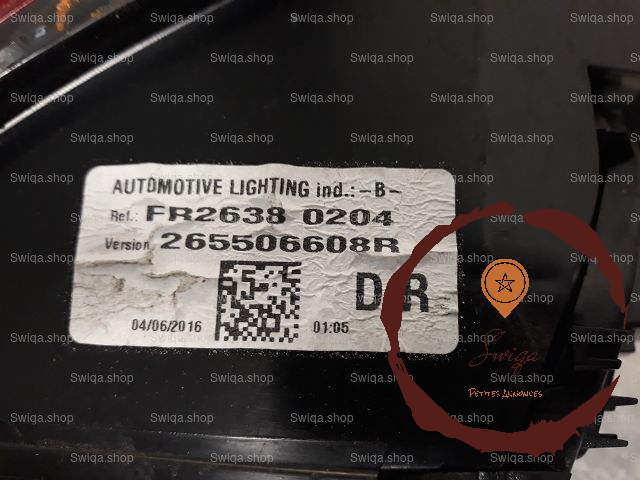 AUTOMOTIVE LIGHTING ind.: -B-
Ref.: FR2638 0204
Version 265506608R
D R
04/06/2016 01:05
Swiqa
PETITES ANNONCES
Swiqa.shop